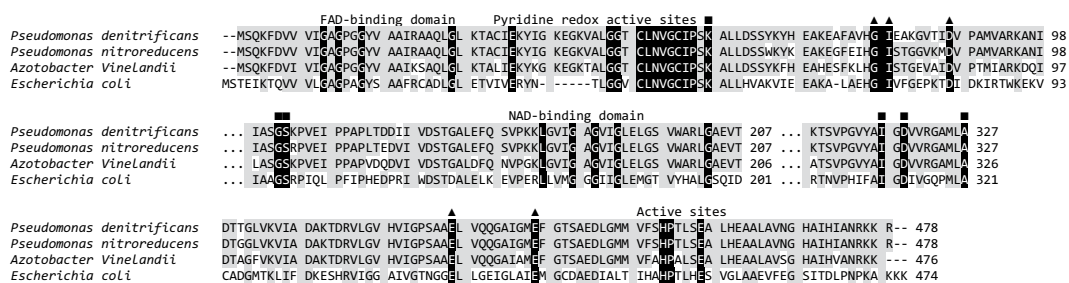 FAD-binding domain Pyridine redox active sites ■ ▲ ▲ ▲
Pseudomonas denitrificans --MSQKFDVV VIGAGPGGYV AAIRAAQLGL KTACIEKYIG KEGKVALGGT CLNVGCIPSK ALLDSSYKYH EAKEAFAVHG IEAKGVTIDV PAMVARKANI 98
Pseudomonas nitroreducens --MSQKFDVV VIGAGPGGYV AAIRAAQLGL KTACIEKYIG KEGKVALGGT CLNVGCIPSK ALLDSSWKYK EAKEGFEIHG ISTGGVKMDV PAMVARKANI 98
Azotobacter Vinelandii --MSQKFDVI VIGAGPGGYV AAIKSAQLGL KTALIEKYKG KEGKTALGGT CLNVGCIPSK ALLDSSYKFH EAHESFKLHG ISTGEVAIDV PTMIARKDQI 97
Escherichia coli MSTEIKTQVV VLGAGPAGYS AAFRCADLGL ETVIVERYN- ----TLGGV CLNVGCIPSK ALLHVAKVIE EAKA-LAEHG IVFGEPKTDI DKIRTWKEKV 93
■■ NAD-binding domain ■ ■ ■
Pseudomonas denitrificans ... IASGSKPVEI PPAPLTDDII VDSTGALEFQ SVPKKLGVIG AGVIGLELGS VWARLGAEVT 207 ... KTSVPGVYAI GDVVRGAMLA 327
Pseudomonas nitroreducens ... IASGSRPVEI PPAPLTEDVI VDSTGALEFQ SVPKKLGVIG AGVIGLELGS VWARLGAEVT 207 ... KTSVPGVYAI GDVVRGAMLA 327
Azotobacter Vinelandii ... LASGSKPVEI PPAPVDQDVI VDSTGALDFQ NVPGKLGVIG AGVIGLELGS VWARLGAEVT 206 ... ATSVPGVYAI GDVVRGAMLA 326
Escherichia coli ... IAAGSRPIQL PFIPHEDPRI WDSTDALELK EVPERLLVMG GGIIGLEMGT VYHALGSQID 201 ... RTNVPHIFAI GDIVGQPMLA 321
▲ ▲ Active sites
Pseudomonas denitrificans DTTGLVKVIA DAKTDRVLGV HVIGPSAAEL VQQGAIGMEF GTSAEDLGMM VFSHPTLSEA LHEAALAVNG HAIHIANRKK R-- 478
Pseudomonas nitroreducens DTGGLVKVIA DAKTDRVLGV HVIGPSAAEL VQQGAIGMEF GTSAEDLGMM VFSHPTLSEA LHEAALAVNG HAIHIANRKK R-- 478
Azotobacter Vinelandii DTAGFVKVIA DAKTDRVLGV HVIGPSAAEL VQQGAIAMEF GTSAEDLGMM VFAHPALSEA LHEAALAVSG HAIHVANRKK --- 476
Escherichia coli CADGMTKLIF DKESHRVIGG AIVGTNGGEL LGEIGLAIEM GCDAEDIALT IHAHPTLHES VGLAAEVFEG SITDLPNPKA KKK 474